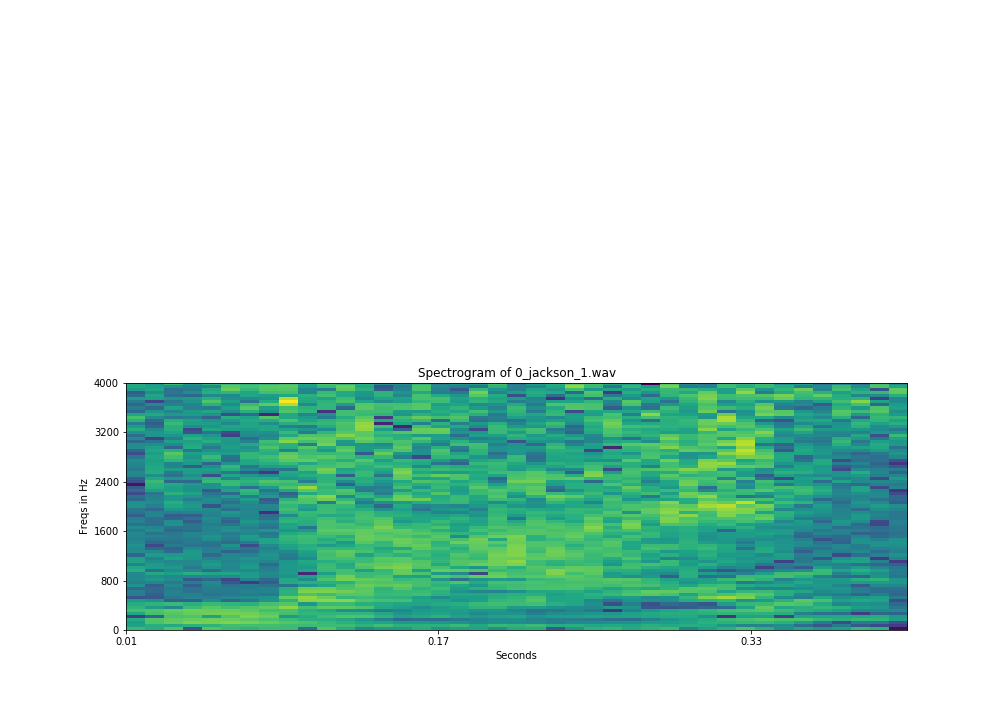 Spectrogram of 0_jackson_1.wav
4000
3200
2400
1600
800
0
Freqs in Hz
0.01 0.17 0.33
Seconds